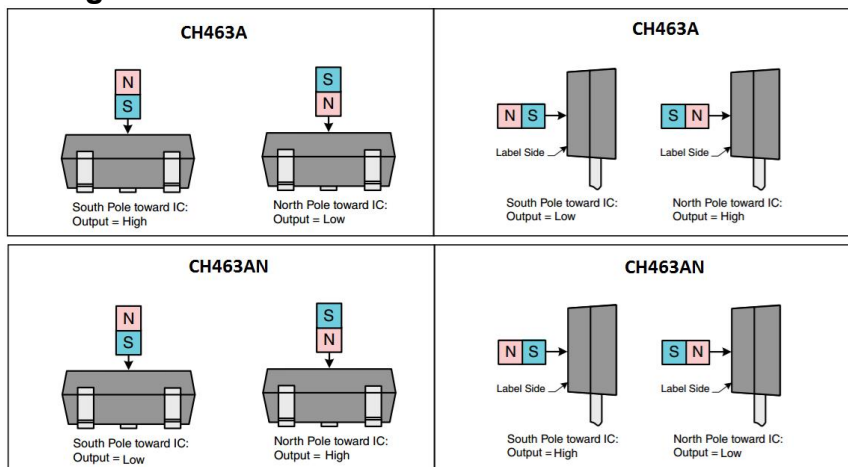 CH463A
N
S
S
N
South Pole toward IC:
Output = High
North Pole toward IC:
Output = Low
CH463A
N S
S N
Label Side
Label Side
South Pole toward IC:
Output = Low
North Pole toward IC:
Output = High
CH463AN
N
S
S
N
South Pole toward IC:
Output = Low
North Pole toward IC:
Output = High
CH463AN
N S
S N
Label Side
Label Side
South Pole toward IC:
Output = High
North Pole toward IC:
Output = Low